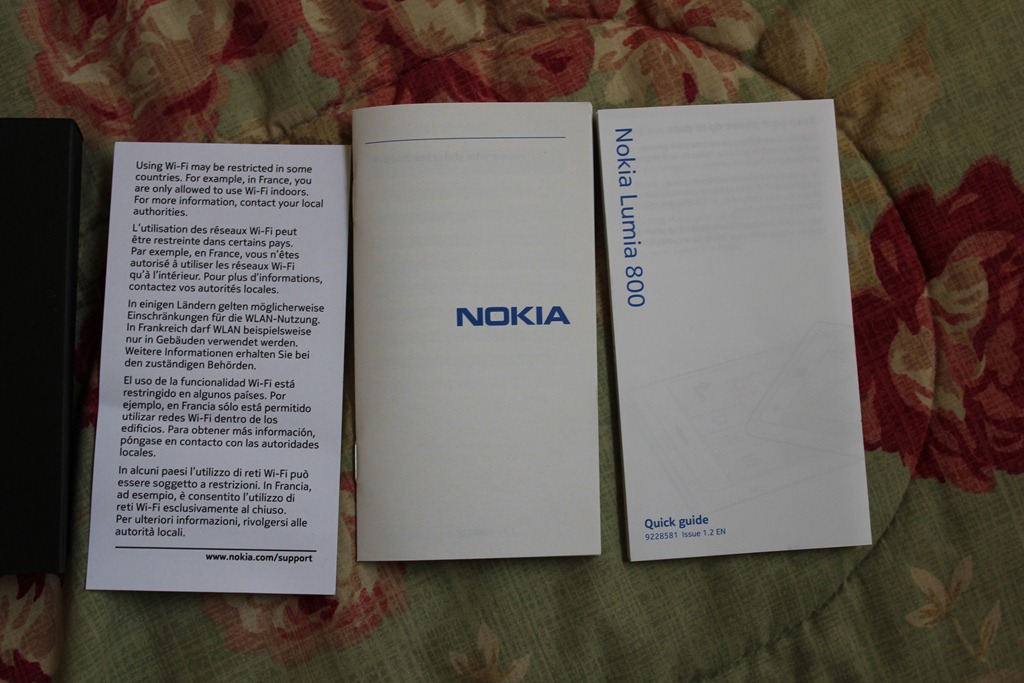 Using Wi-Fi may be restricted in some
countries. For example, in France, you
are only allowed to use Wi-Fi indoors.
For more information, contact your local
authorities.
L'utilisation des réseaux Wi-Fi peut
être restreinte dans certains pays.
Par exemple, en France, vous n'êtes
autorisé à utiliser les réseaux Wi-Fi
qu'à l'intérieur. Pour plus d'informations,
contactez vos autorités locales.
In einigen Ländern gelten möglicherweise
Einschränkungen für die WLAN-Nutzung.
In Frankreich darf WLAN beispielsweise
nur in Gebäuden verwendet werden.
Weitere Informationen erhalten Sie bei
den zuständigen Behörden.
El uso de la funcionalidad Wi-Fi está
restringido en algunos países. Por
ejemplo, en Francia sólo está permitido
utilizar redes Wi-Fi dentro de los
edificios. Para obtener más información,
póngase en contacto con las autoridades
locales.
In alcuni paesi l'utilizzo di reti Wi-Fi può
essere soggetto a restrizioni. In Francia,
ad esempio, è consentito l'utilizzo di
reti Wi-Fi esclusivamente al chiuso.
Per ulteriori informazioni, rivolgersi alle
autorità locali.
www.nokia.com/support
NOKIA
Nokia Lumia 800
Quick guide
9228581 Issue 1.2 EN